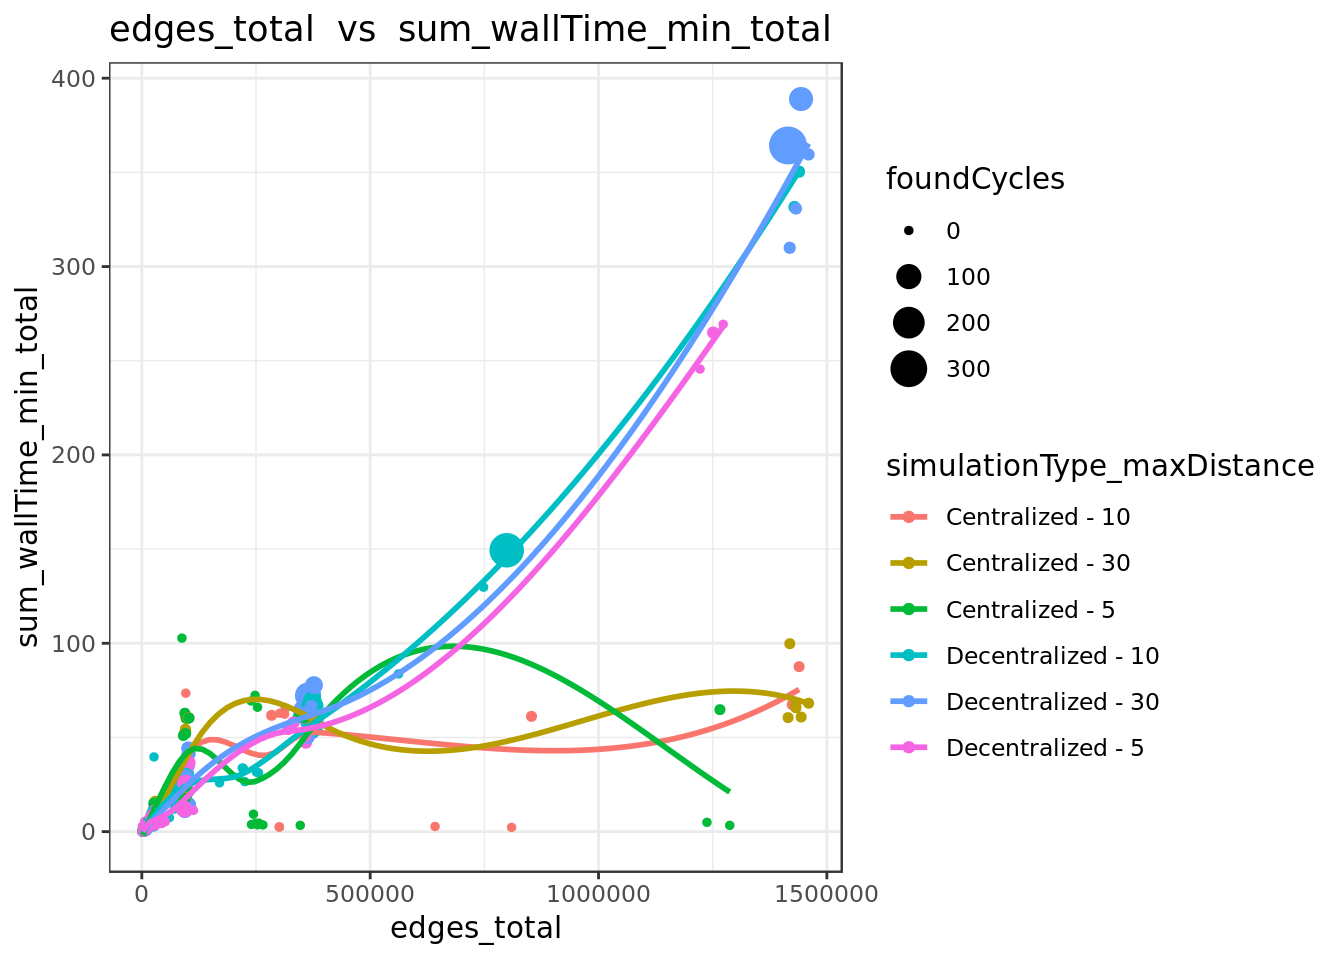 edges_total vs sum_wallTime_min_total
sum_wallTime_min_total
400
300
200
100
0
0
500000
1000000
1500000
edges_total
foundCycles
0
100
200
300
simulationType_maxDistance
Centralized - 10
Centralized - 30
Centralized - 5
Decentralized - 10
Decentralized - 30
Decentralized - 5